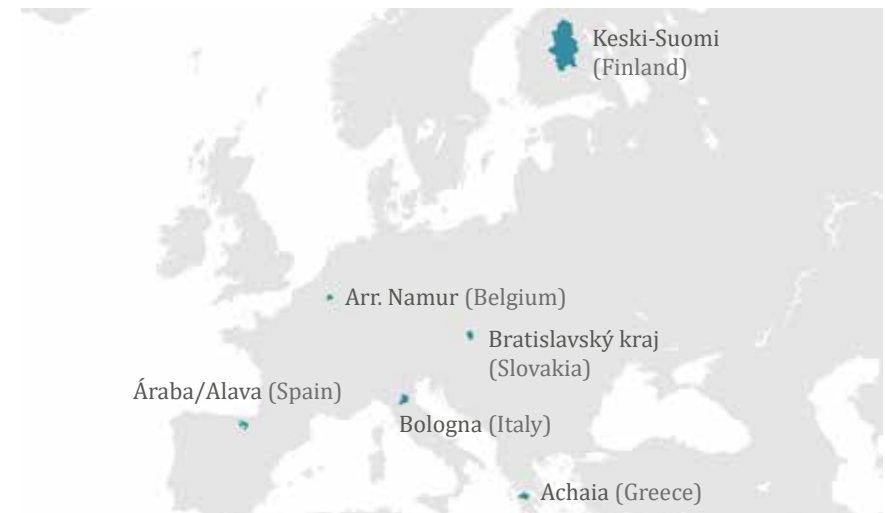 Keski-Suomi
(Finland)
Arr. Namur (Belgium)
Bratislavský kraj
(Slovakia)
Áraba/Alava (Spain)
Bologna (Italy)
Achaia (Greece)